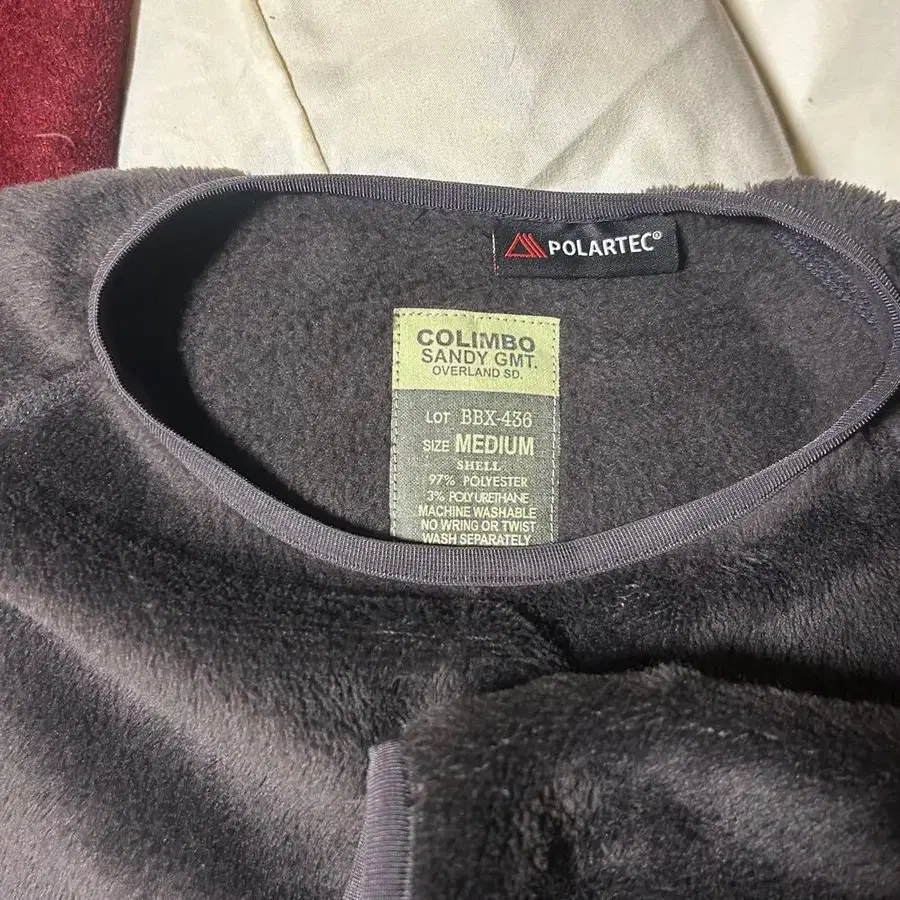 POLARTEC®
COLIMBO
SANDY GMT.
OVERLAND SD.
LOT BBX-436
SIZE MEDIUM
SHELL
97% POLYESTER
3% POLYURETHANE
MACHINE WASHABLE
NO WRING OR TWIST
WASH SEPARATELY